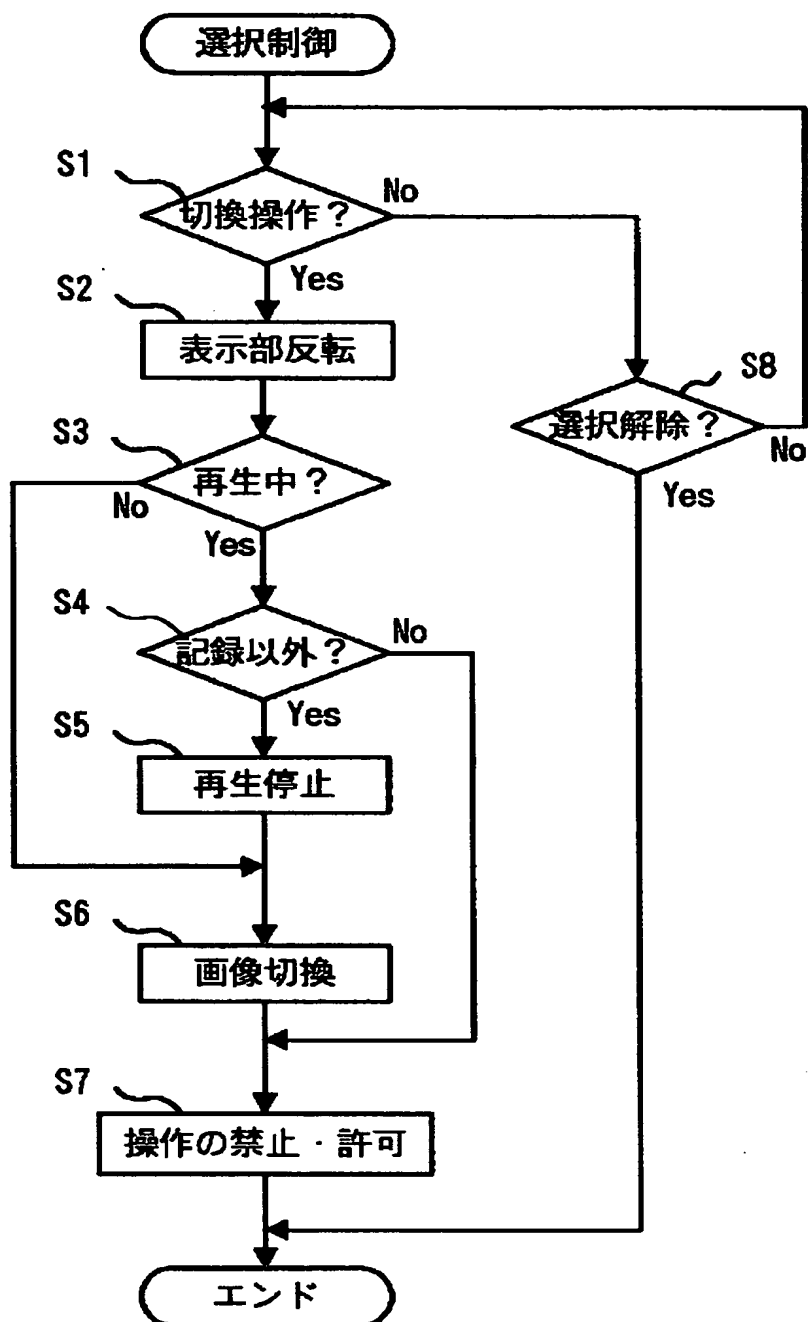 選択制御
S1
切換操作？
No
Yes
S2
表示部反転
S8
選択解除？
No
Yes
S3
再生中？
No
Yes
S4
記録以外？
No
Yes
S5
再生停止
S6
画像切換
S7
操作の禁止・許可
エンド